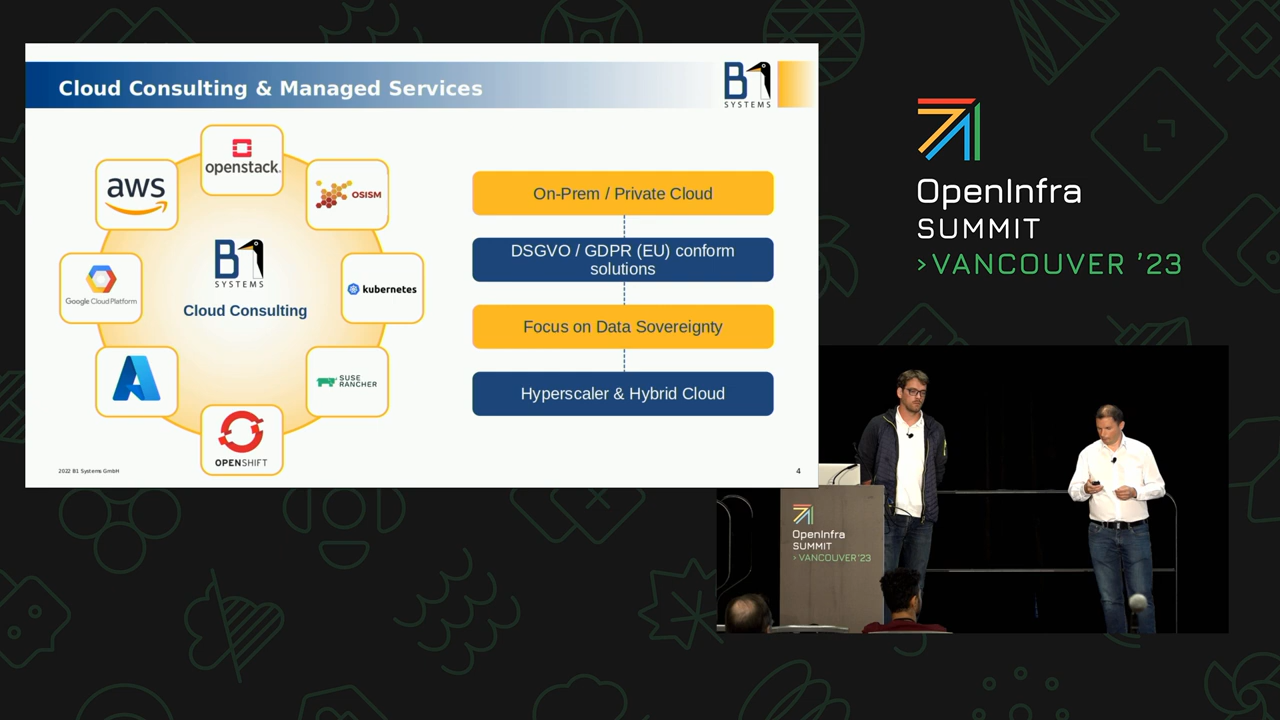 Cloud Consulting & Managed Services
B1
SYSTEMS
openstack.
aws
OSISM
B1
SYSTEMS
Cloud Consulting
Google Cloud Platform
kubernetes
SUSE
RANCHER
OPENSHIFT
On-Prem / Private Cloud
DSGVO / GDPR (EU) conform
solutions
Focus on Data Sovereignty
Hyperscaler & Hybrid Cloud
2022 B1 Systems GmbH
4
OpenInfra
SUMMIT
>VANCOUVER '23
OpenInfra
SUMMIT
>VANCOUVER'23